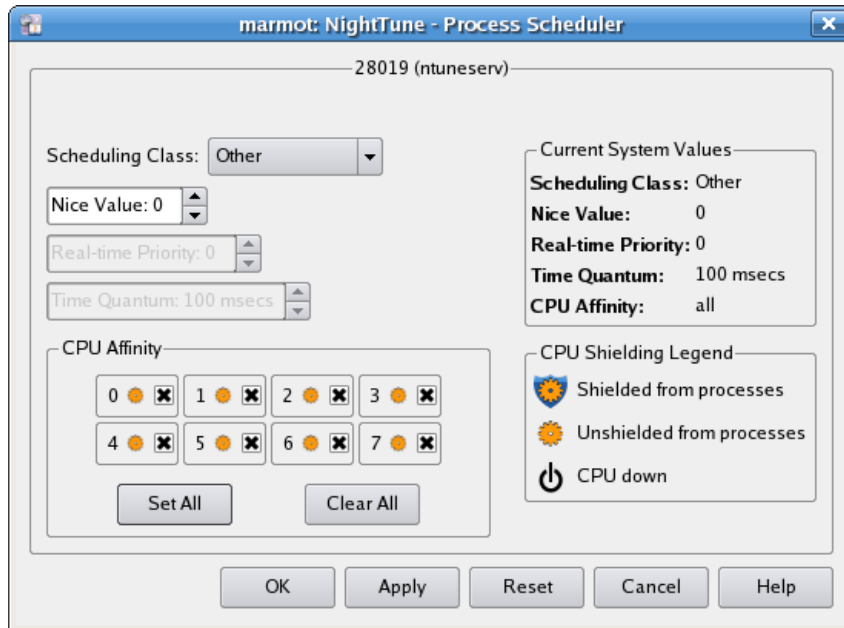 marmot: NightTune - Process Scheduler
28019 (ntuneserv)
Scheduling Class: Other
Nice Value: 0
Real-time Priority: 0
Time Quantum: 100 msecs
Current System Values
Scheduling Class: Other
Nice Value: 0
Real-time Priority: 0
Time Quantum: 100 msecs
CPU Affinity: all
CPU Affinity
0 1 2 3
4 5 6 7
Set All Clear All
CPU Shielding Legend
Shielded from processes
Unshielded from processes
CPU down
OK Apply Reset Cancel Help